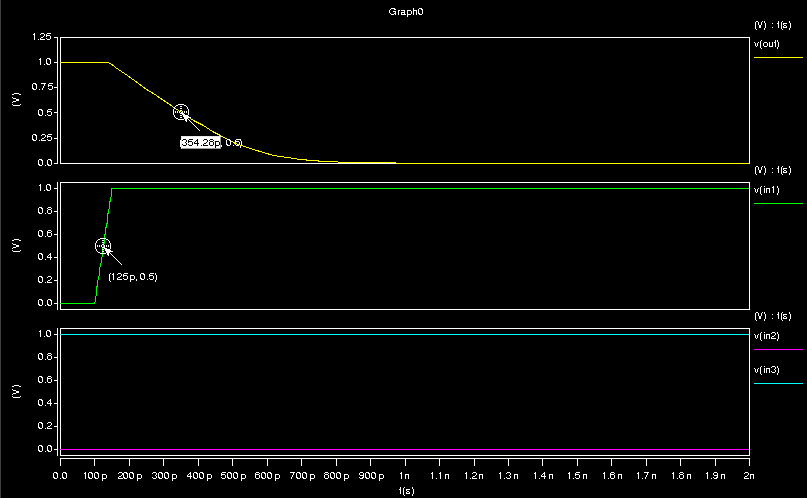 Graph0
(V) : t(s)
v(out)
1.25
1.0
0.75
0.5
0.25
0.0
(V)
354.28p, 0.5)
(V) : t(s)
v(in1)
1.0
0.8
0.6
0.4
0.2
0.0
(V)
(125p, 0.5)
(V) : t(s)
v(in2)
v(in3)
1.0
0.8
0.6
0.4
0.2
0.0
(V)
0.0 100p 200p 300p 400p 500p 600p 700p 800p 900p 1n 1.1n 1.2n 1.3n 1.4n 1.5n 1.6n 1.7n 1.8n 1.9n 2n
t(s)